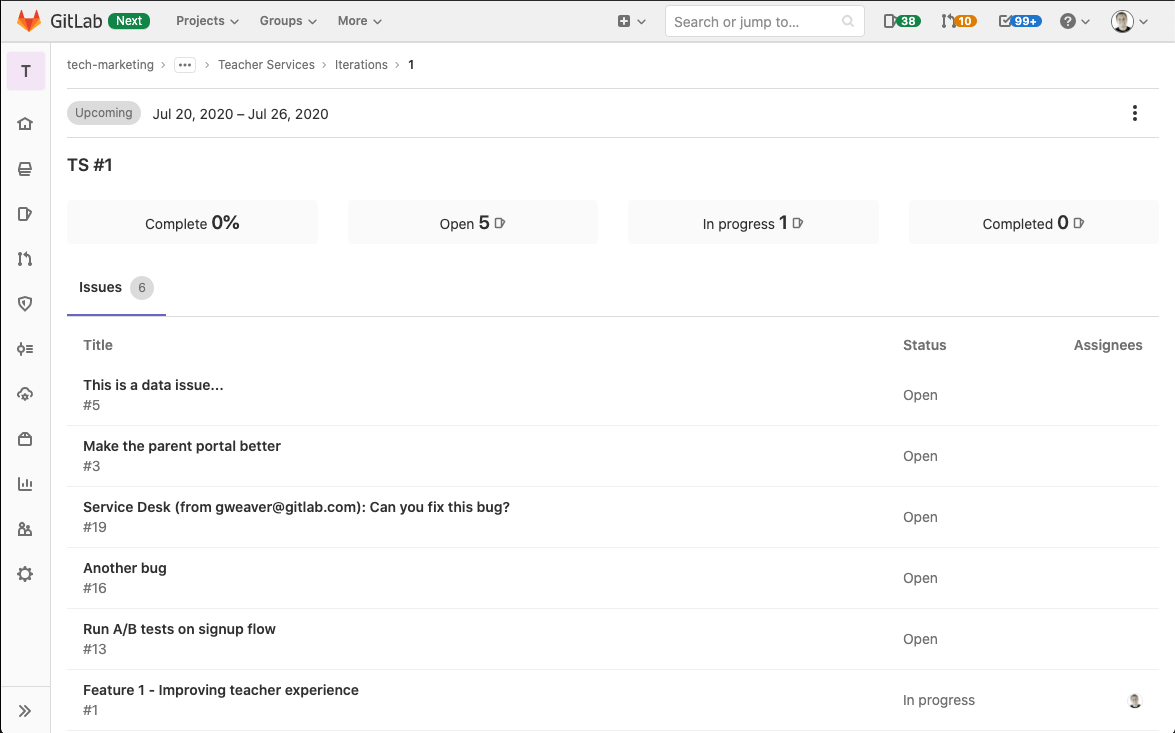 GitLab Next Projects Groups More Search or jump to... 38 10 99+ ?
T
tech-marketing › ••• › Teacher Services › Iterations › 1
Upcoming Jul 20, 2020 – Jul 26, 2020
TS #1
Complete 0% Open 5 In progress 1 Completed 0
Issues 6
Title Status Assignees
This is a data issue...
#5
Open
Make the parent portal better
#3
Open
Service Desk (from gweaver@gitlab.com): Can you fix this bug?
#19
Open
Another bug
#16
Open
Run A/B tests on signup flow
#13
Open
Feature 1 - Improving teacher experience
#1
In progress